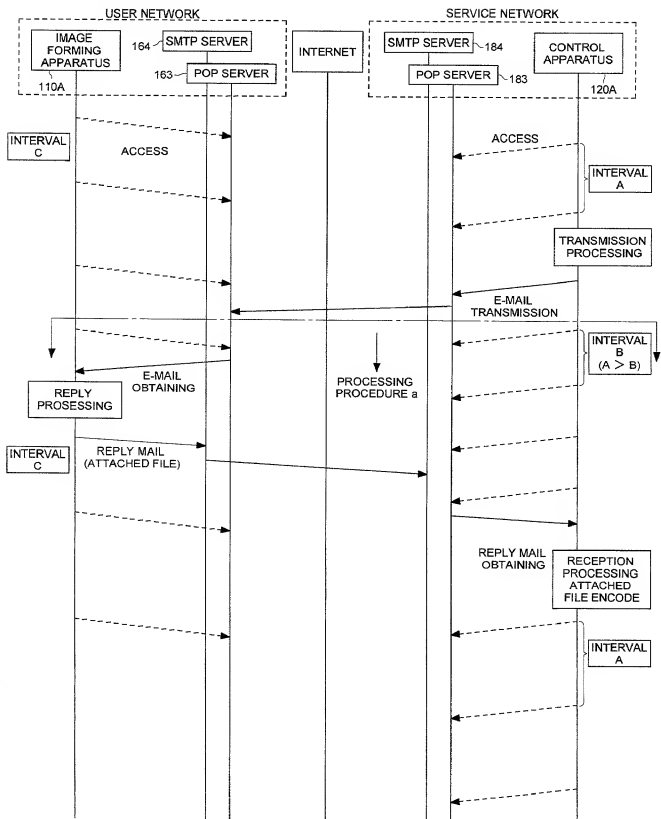 USER NETWORK
SERVICE NETWORK
IMAGE
FORMING
APPARATUS
110A
164
SMTP SERVER
163
POP SERVER
INTERNET
SMTP SERVER
184
POP SERVER
183
CONTROL
APPARATUS
120A
INTERVAL
C
ACCESS
ACCESS
INTERVAL
A
TRANSMISSION
PROCESSING
E-MAIL
TRANSMISSION
INTERVAL
B
(A > B)
E-MAIL
OBTAINING
PROCESSING
PROCEDURE a
REPLY
PROSESSING
INTERVAL
C
REPLY MAIL
(ATTACHED FILE)
REPLY MAIL
OBTAINING
RECEPTION
PROCESSING
ATTACHED
FILE ENCODE
INTERVAL
A